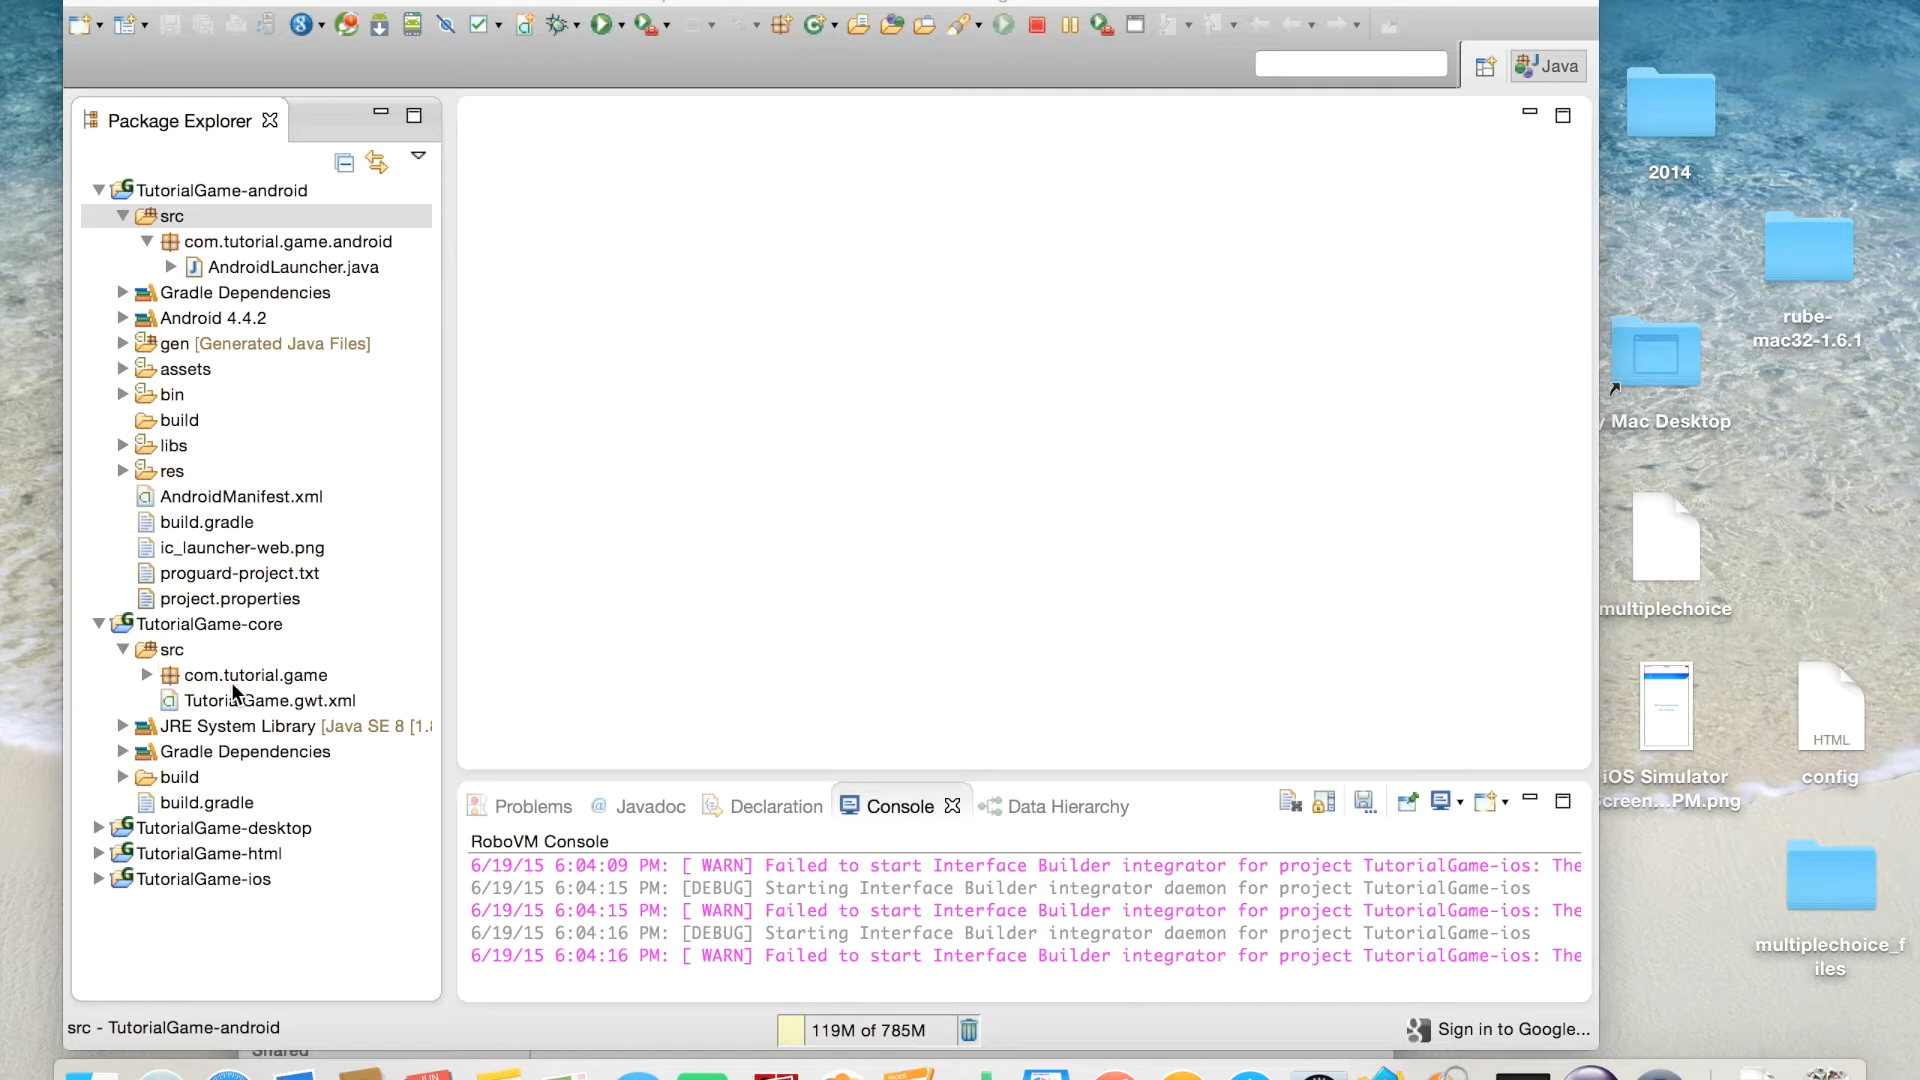 Java
Package Explorer
TutorialGame-android
src
com.tutorial.game.android
AndroidLauncher.java
Gradle Dependencies
Android 4.4.2
gen [Generated Java Files]
assets
bin
build
libs
res
AndroidManifest.xml
build.gradle
ic_launcher-web.png
proguard-project.txt
project.properties
TutorialGame-core
src
com.tutorial.game
TutorialGame.gwt.xml
JRE System Library [Java SE 8 [1.8
Gradle Dependencies
build
build.gradle
TutorialGame-desktop
TutorialGame-html
TutorialGame-ios
Problems
Javadoc
Declaration
Console
Data Hierarchy
RoboVM Console
6/19/15 6:04:09 PM: [ WARN] Failed to start Interface Builder integrator for project TutorialGame-ios: The
6/19/15 6:04:15 PM: [DEBUG] Starting Interface Builder integrator daemon for project TutorialGame-ios
6/19/15 6:04:15 PM: [ WARN] Failed to start Interface Builder integrator for project TutorialGame-ios: The
6/19/15 6:04:16 PM: [DEBUG] Starting Interface Builder integrator daemon for project TutorialGame-ios
6/19/15 6:04:16 PM: [ WARN] Failed to start Interface Builder integrator for project TutorialGame-ios: The
src - TutorialGame-android
119M of 785M
Sign in to Google...
Shared
2014
rube-
mac32-1.6.1
y Mac Desktop
multiplechoice
HTML
iOS Simulator
Screen...PM.png
config
multiplechoice_f
iles